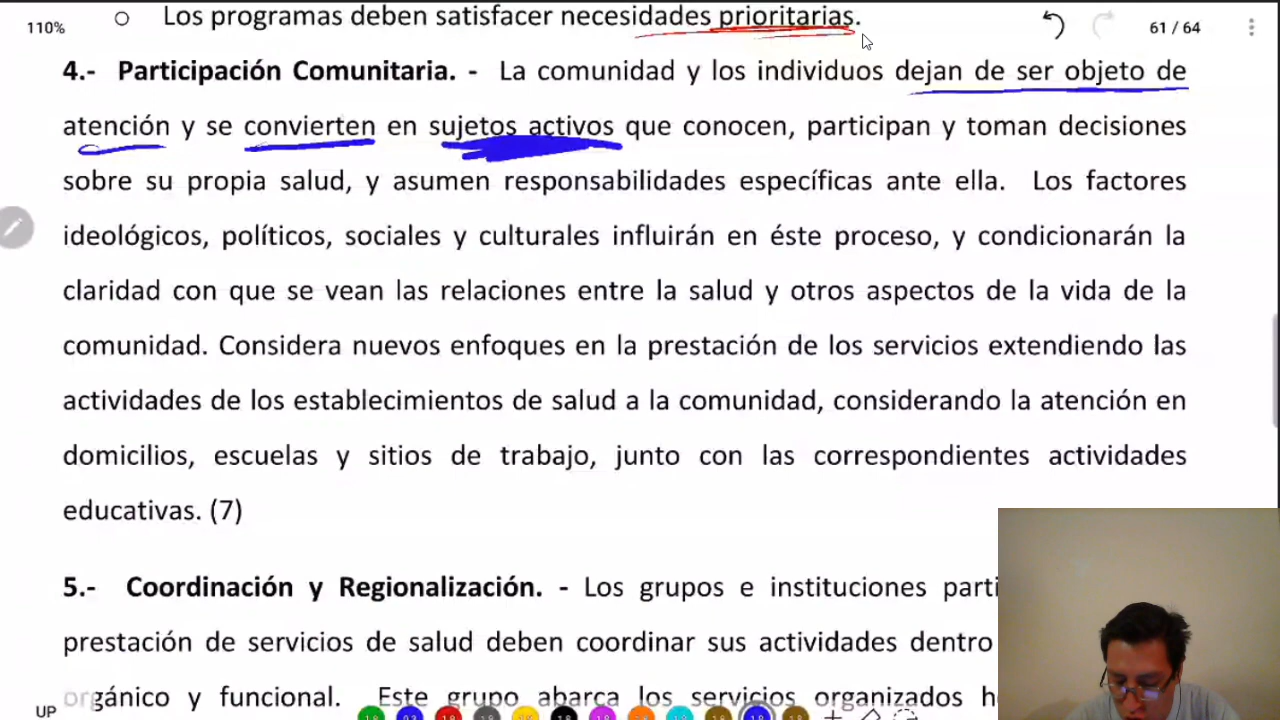 110%
61 / 64
○ Los programas deben satisfacer necesidades prioritarias.
4.- Participación Comunitaria. - La comunidad y los individuos dejan de ser objeto de
atención y se convierten en sujetos activos que conocen, participan y toman decisiones
sobre su propia salud, y asumen responsabilidades específicas ante ella. Los factores
ideológicos, políticos, sociales y culturales influirán en éste proceso, y condicionarán la
claridad con que se vean las relaciones entre la salud y otros aspectos de la vida de la
comunidad. Considera nuevos enfoques en la prestación de los servicios extendiendo las
actividades de los establecimientos de salud a la comunidad, considerando la atención en
domicilios, escuelas y sitios de trabajo, junto con las correspondientes actividades
educativas. (7)
5.- Coordinación y Regionalización. - Los grupos e instituciones parti
prestación de servicios de salud deben coordinar sus actividades dentro
orgánico y funcional. Este grupo abarca los servicios organizados
UP